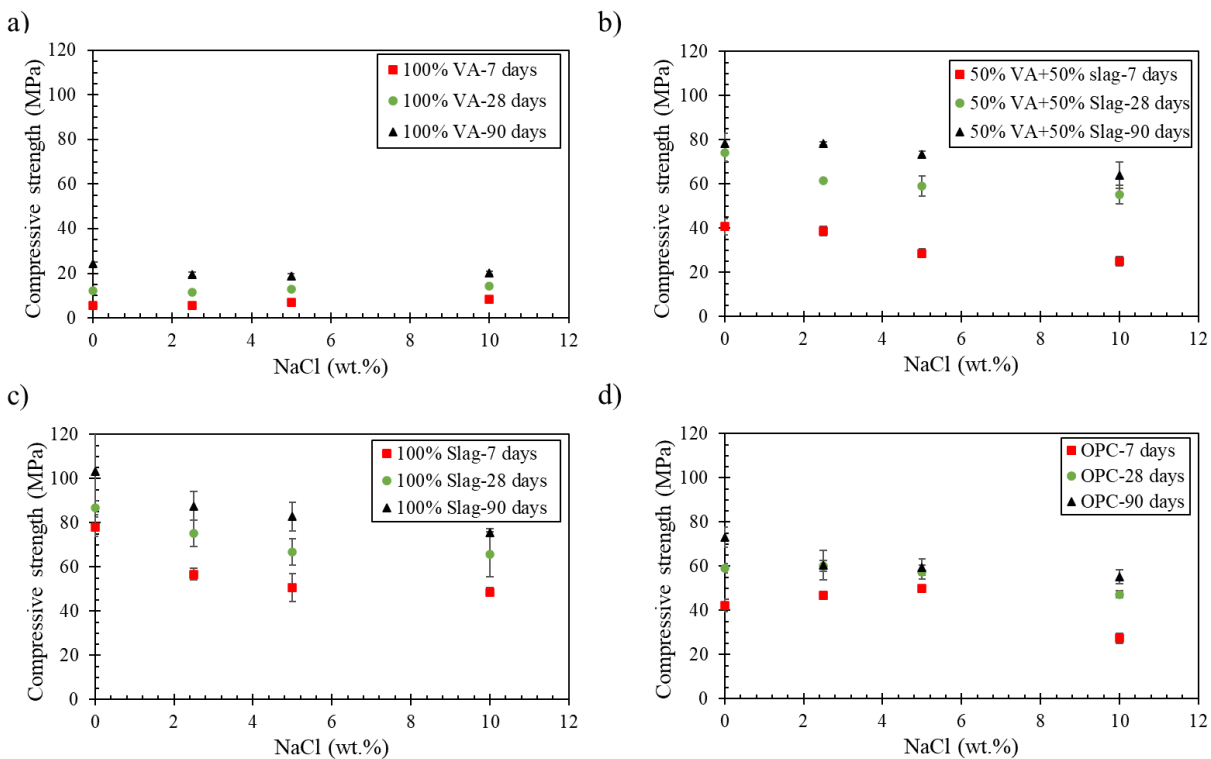 a)
Compressive strength (MPa)
120
100
80
60
40
20
0
0 2 4 6 8 10 12
NaCl (wt.%)
100% VA-7 days
100% VA-28 days
100% VA-90 days
b)
Compressive strength (MPa)
120
100
80
60
40
20
0
0 2 4 6 8 10 12
NaCl (wt.%)
50% VA+50% slag-7 days
50% VA+50% Slag-28 days
50% VA+50% Slag-90 days
c)
Compressive strength (MPa)
120
100
80
60
40
20
0
0 2 4 6 8 10 12
NaCl (wt.%)
100% Slag-7 days
100% Slag-28 days
100% Slag-90 days
d)
Compressive strength (MPa)
120
100
80
60
40
20
0
0 2 4 6 8 10 12
NaCl (wt.%)
OPC-7 days
OPC-28 days
OPC-90 days